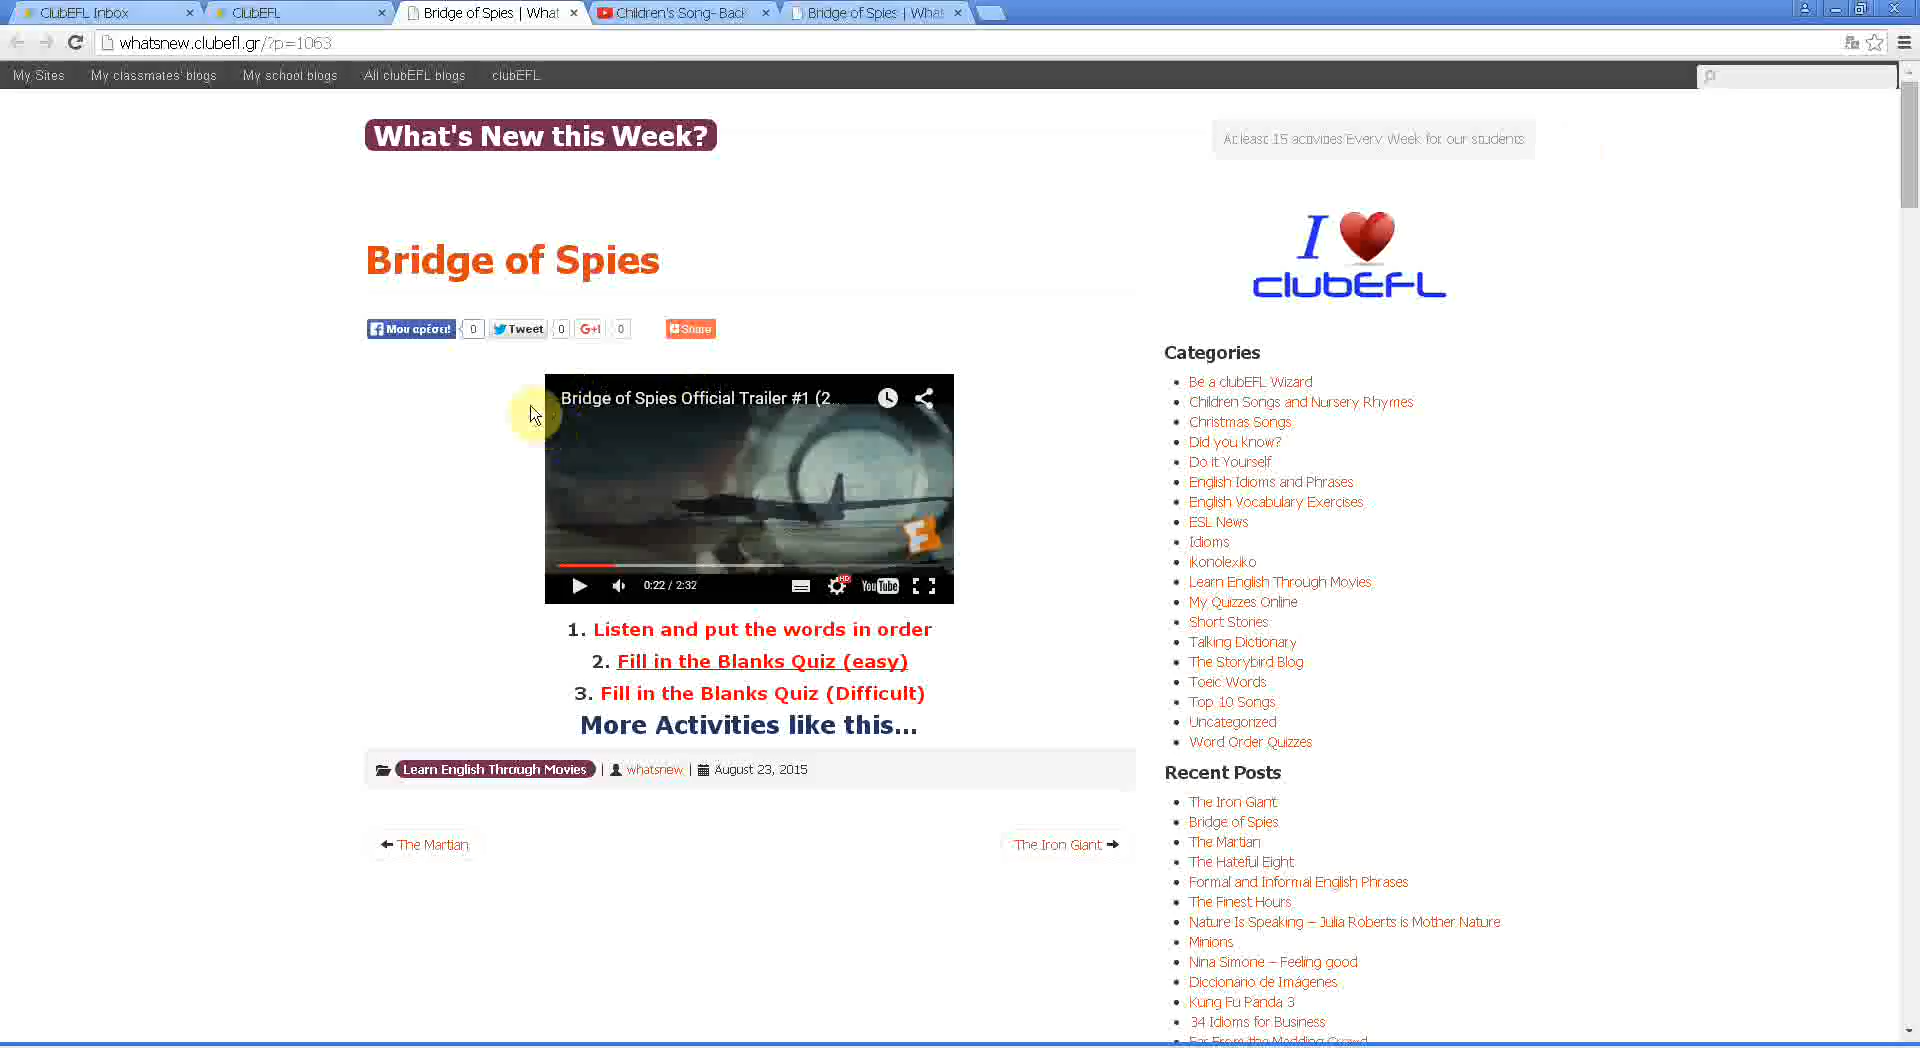 ClubEFL Inbox
ClubEFL
Bridge of Spies | What
Children's Song- Back
Bridge of Spies | What
whatsnew.clubefl.gr/?p=1063
My Sites My classmates' blogs My school blogs All clubEFL blogs clubEFL
What's New this Week?
At least 15 activities Every Week for our students
I
clubEFL
Bridge of Spies
Μου αρέσει! 0 Tweet 0 G+1 0 Share
Bridge of Spies Official Trailer #1 (2...
F
0:22 / 2:32 HD YouTube
1. Listen and put the words in order
2. Fill in the Blanks Quiz (easy)
3. Fill in the Blanks Quiz (Difficult)
More Activities like this...
Learn English Through Movies | whatsnew | August 23, 2015
The Martian
The Iron Giant
Categories
Be a clubEFL Wizard
Children Songs and Nursery Rhymes
Christmas Songs
Did you know?
Do it Yourself
English Idioms and Phrases
English Vocabulary Exercises
ESL News
Idioms
ikonolexiko
Learn English Through Movies
My Quizzes Online
Short Stories
Talking Dictionary
The Storybird Blog
Toeic Words
Top 10 Songs
Uncategorized
Word Order Quizzes
Recent Posts
The Iron Giant
Bridge of Spies
The Martian
The Hateful Eight
Formal and Informal English Phrases
The Finest Hours
Nature Is Speaking – Julia Roberts is Mother Nature
Minions
Nina Simone – Feeling good
Diccionario de Imágenes
Kung Fu Panda 3
34 Idioms for Business
Far From the Madding Crowd